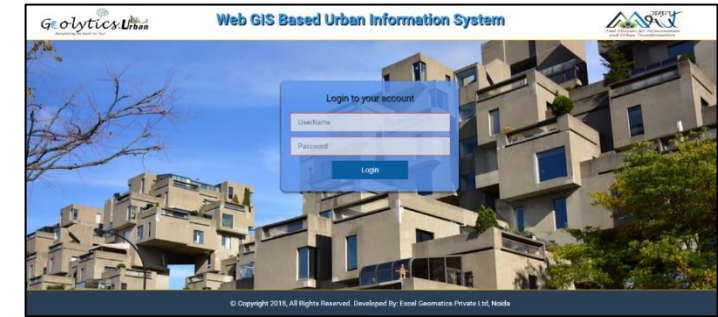 Geolytics.Urban
Web GIS Based Urban Information System
Login to your account
UserName
Password
Login
© Copyright 2018, All Rights Reserved. Developed By: Excel Geomatics Private Ltd, Noida